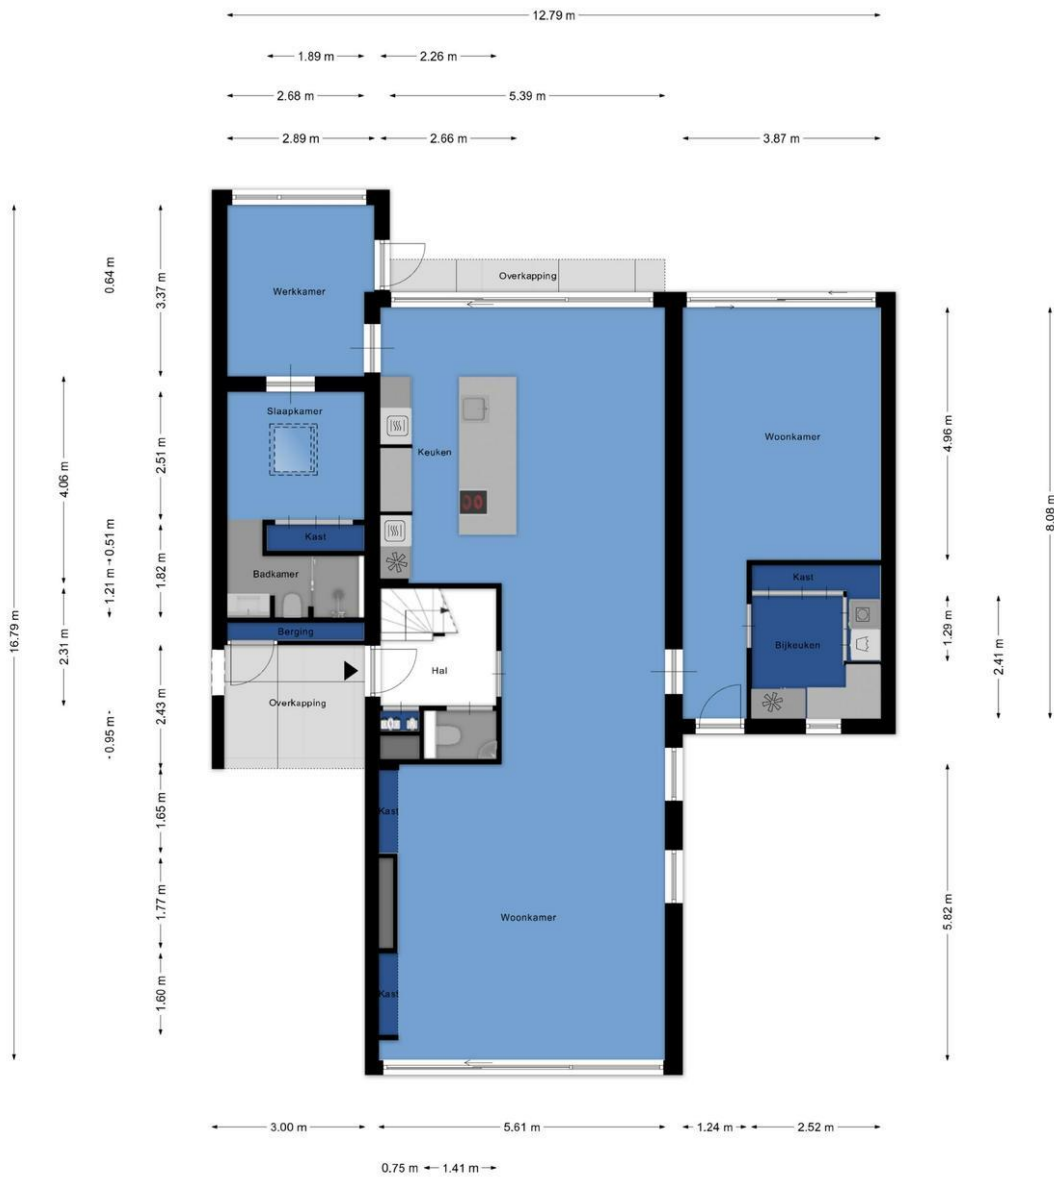 12.79 m
1.89 m
2.26 m
2.68 m
5.39 m
2.89 m
2.66 m
3.87 m
16.79 m
0.64 m
3.37 m
Werkkamer
Overkapping
4.06 m
2.51 m
Slaapkamer
Keuken
Woonkamer
4.96 m
8.08 m
0.51 m
1.21 m
1.82 m
Kast
Badkamer
Kast
2.31 m
Berging
Bijkeuken
1.29 m
2.41 m
0.95 m
2.43 m
Hal
Overkapping
1.65 m
Kast
1.77 m
Woonkamer
5.82 m
1.60 m
Kast
3.00 m
5.61 m
1.24 m
2.52 m
0.75 m
1.41 m